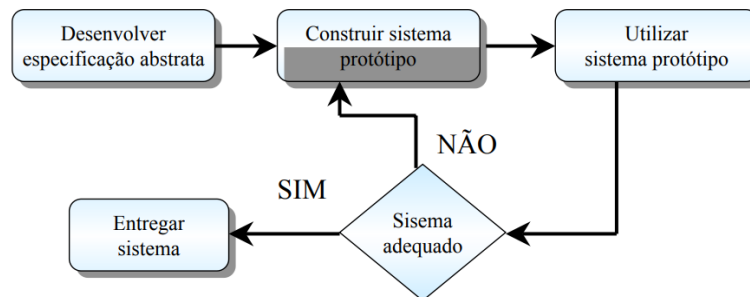 Desenvolver
especificação abstrata
Construir sistema
protótipo
Utilizar
sistema protótipo
NÃO
SIM
Sisema
adequado
Entregar
sistema